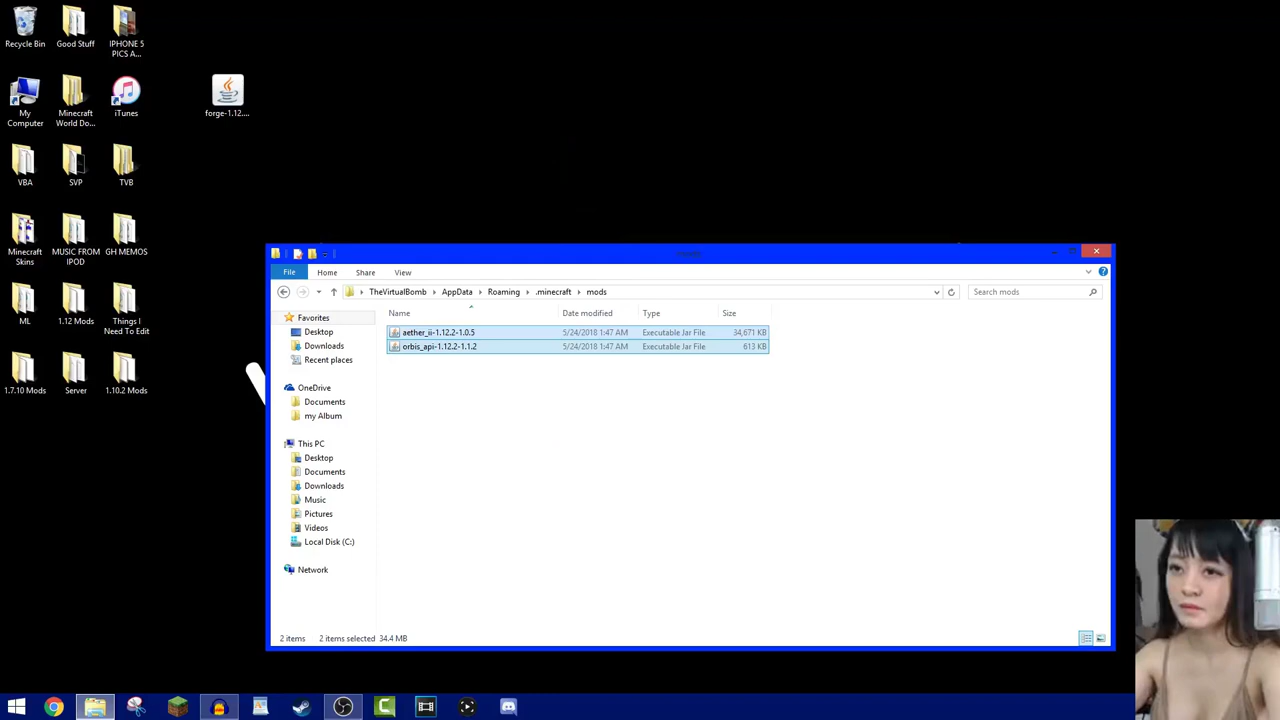 Recycle Bin
Good Stuff
IPHONE 5
PICS A...
My
Computer
Minecraft
World Do...
iTunes
forge-1.12....
VBA
SVP
TVB
Minecraft
Skins
MUSIC FROM
IPOD
GH MEMOS
ML
1.12 Mods
Things I
Need To Edit
1.7.10 Mods
Server
1.10.2 Mods
File
Home
Share
View
TheVirtualBomb
AppData
Roaming
.minecraft
mods
Search mods
Name
Date modified
Type
Size
Favorites
Desktop
Downloads
Recent places
OneDrive
Documents
my Album
This PC
Desktop
Documents
Downloads
Music
Pictures
Videos
Local Disk (C:)
Network
aether_ii-1.12.2-1.0.5 5/24/2018 1:47 AM Executable Jar File 34,671 KB
orbis_api-1.12.2-1.1.2 5/24/2018 1:47 AM Executable Jar File 613 KB
2 items 2 items selected 34.4 MB